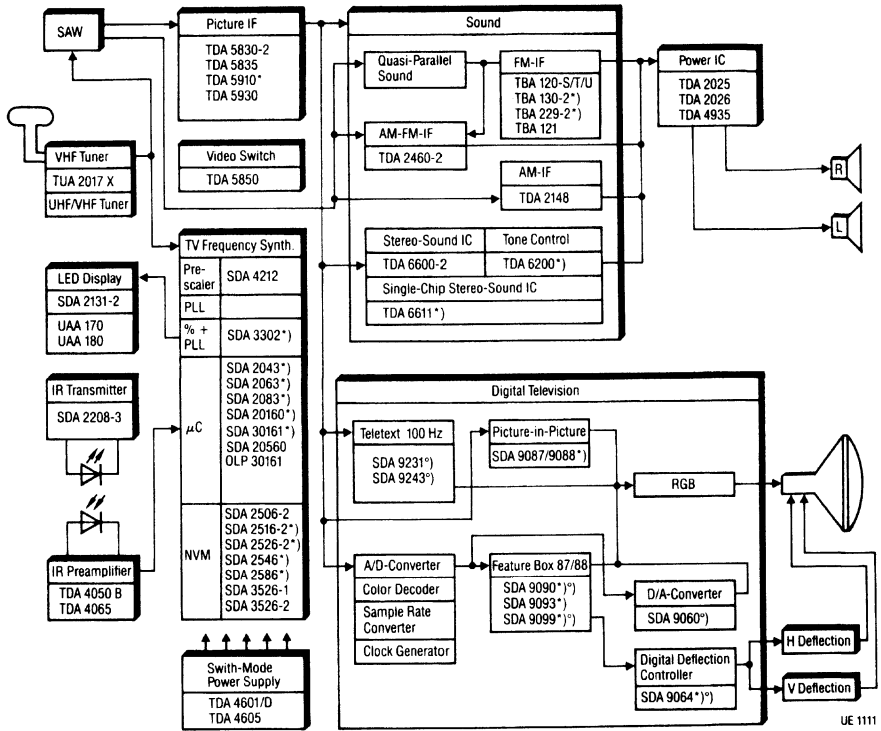 SAW
Picture IF
TDA 5830-2
TDA 5835
TDA 5910*
TDA 5930
Video Switch
TDA 5850
VHF Tuner
TUA 2017 X
UHF/VHF Tuner
Sound
Quasi-Parallel
Sound
FM-IF
TBA 120-S/T/U
TBA 130-2*)
TBA 229-2*)
TBA 121
AM-FM-IF
TDA 2460-2
AM-IF
TDA 2148
Stereo-Sound IC
Tone Control
TDA 6600-2
TDA 6200*)
Single-Chip Stereo-Sound IC
TDA 6611*)
Power IC
TDA 2025
TDA 2026
TDA 4935
R
L
TV Frequency Synth.
Pre-
scaler
SDA 4212
PLL
% +
PLL
SDA 3302*)
µC
SDA 2043*)
SDA 2063*)
SDA 2083*)
SDA 20160*)
SDA 30161*)
SDA 20560
OLP 30161
NVM
SDA 2506-2
SDA 2516-2*)
SDA 2526-2*)
SDA 2546*)
SDA 2586*)
SDA 3526-1
SDA 3526-2
LED Display
SDA 2131-2
UAA 170
UAA 180
IR Transmitter
SDA 2208-3
IR Preamplifier
TDA 4050 B
TDA 4065
Swith-Mode
Power Supply
TDA 4601/D
TDA 4605
Digital Television
Teletext 100 Hz
SDA 9231°)
SDA 9243°)
Picture-in-Picture
SDA 9087/9088*)
RGB
A/D-Converter
Color Decoder
Sample Rate
Converter
Clock Generator
Feature Box 87/88
SDA 9090*)°)
SDA 9093*)
SDA 9099*)°)
D/A-Converter
SDA 9060°)
Digital Deflection
Controller
SDA 9064*)°)
H Deflection
V Deflection
UE 1111